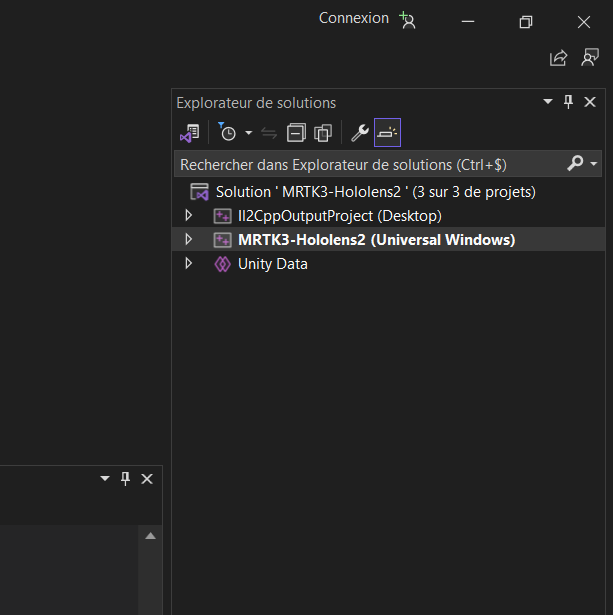 Connexion
Explorateur de solutions
Rechercher dans Explorateur de solutions (Ctrl+$)
Solution ' MRTK3-Hololens2 ' (3 sur 3 de projets)
Il2CppOutputProject (Desktop)
MRTK3-Hololens2 (Universal Windows)
Unity Data